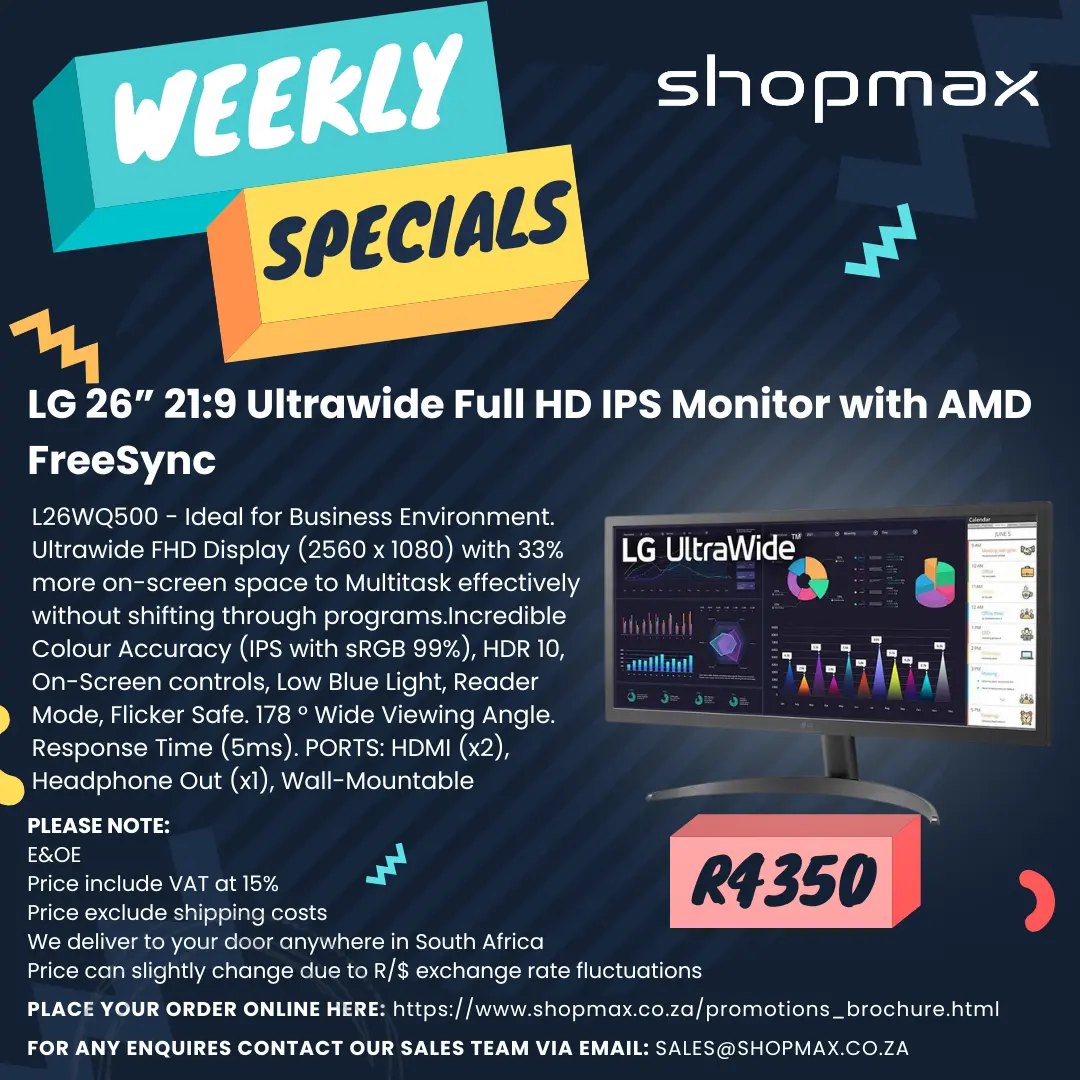 WEEKLY
SPECIALS
shopmax
LG 26” 21:9 Ultrawide Full HD IPS Monitor with AMD
FreeSync
L26WQ500 - Ideal for Business Environment.
Ultrawide FHD Display (2560 x 1080) with 33%
more on-screen space to Multitask effectively
without shifting through programs.Incredible
Colour Accuracy (IPS with sRGB 99%), HDR 10,
On-Screen controls, Low Blue Light, Reader
Mode, Flicker Safe. 178 ° Wide Viewing Angle.
Response Time (5ms). PORTS: HDMI (x2),
Headphone Out (x1), Wall-Mountable
LG UltraWide™
Calendar
JUNE'S
R4350
PLEASE NOTE:
E&OE
Price include VAT at 15%
Price exclude shipping costs
We deliver to your door anywhere in South Africa
Price can slightly change due to R/$ exchange rate fluctuations
PLACE YOUR ORDER ONLINE HERE: https://www.shopmax.co.za/promotions_brochure.html
FOR ANY ENQUIRES CONTACT OUR SALES TEAM VIA EMAIL: SALES@SHOPMAX.CO.ZA